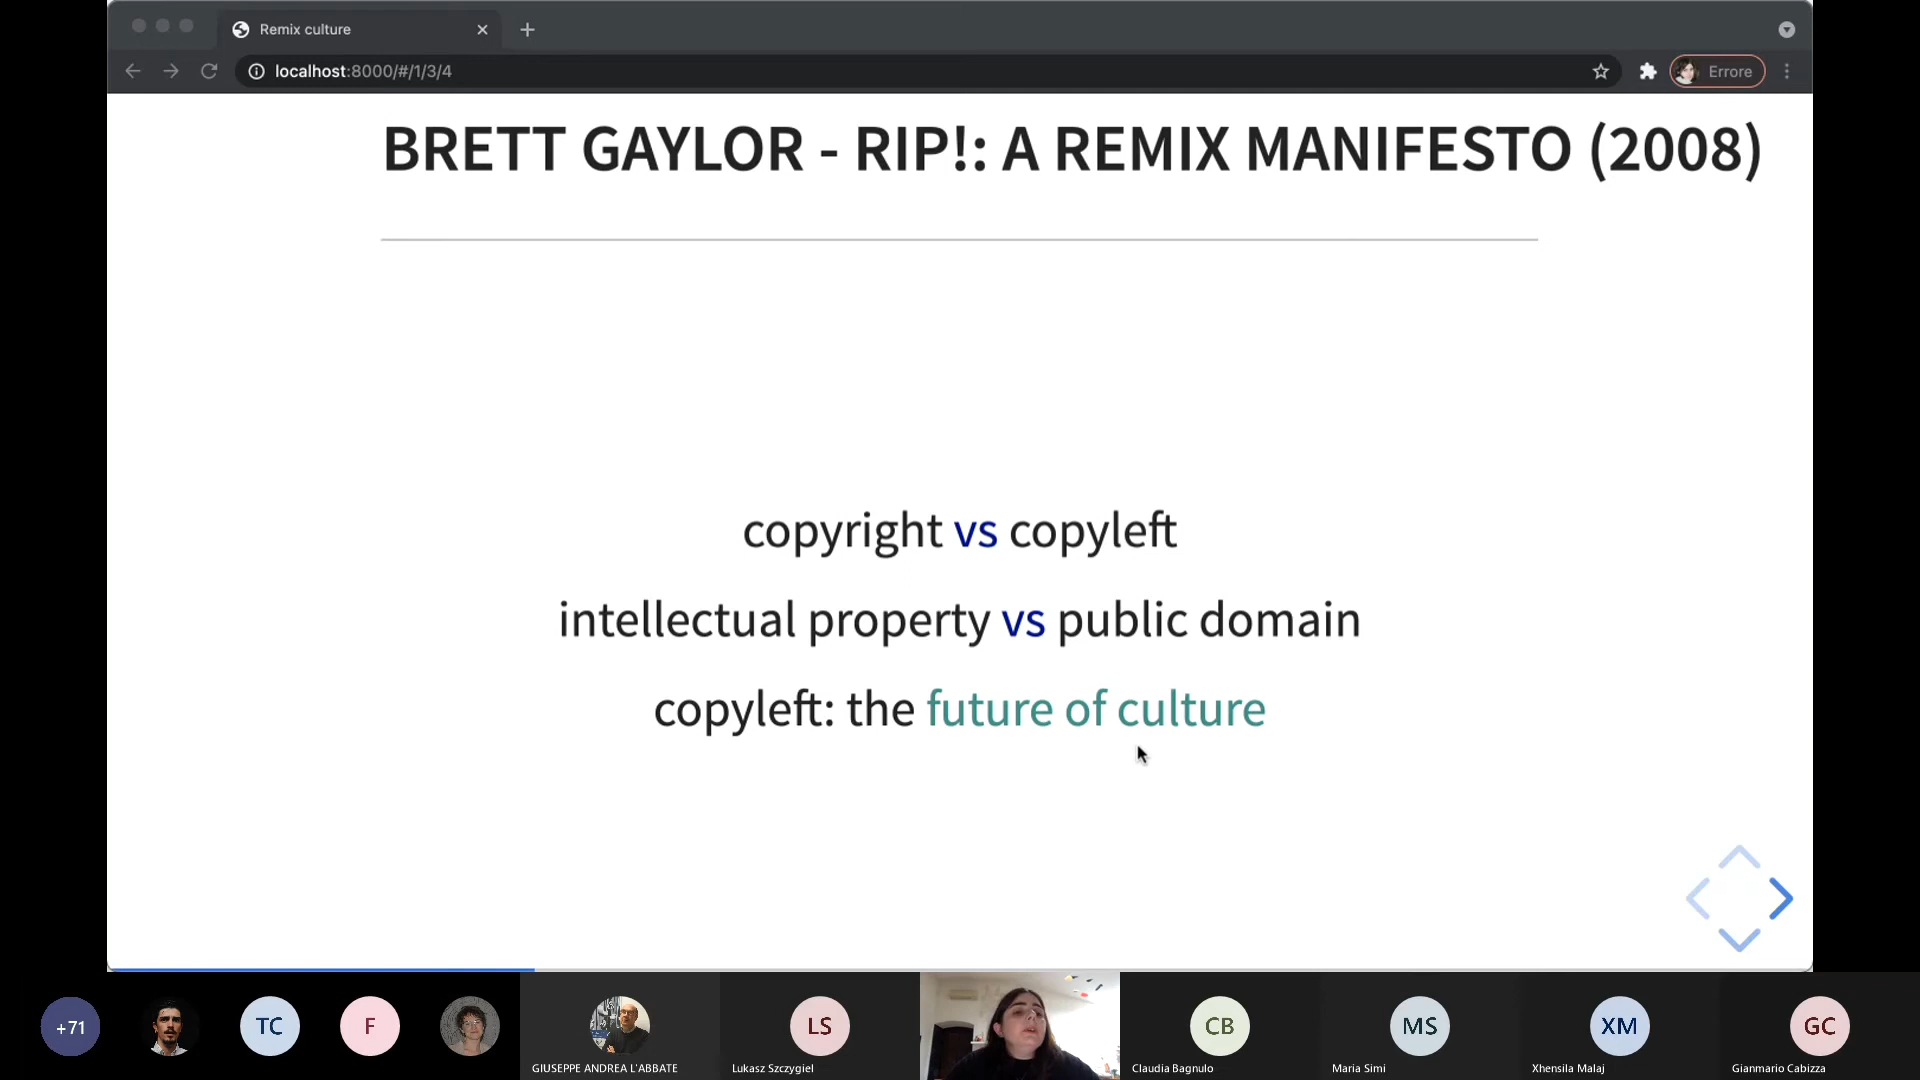 Remix culture
localhost:8000/#/1/3/4
Errore
BRETT GAYLOR - RIP!: A REMIX MANIFESTO (2008)
copyright vs copyleft
intellectual property vs public domain
copyleft: the future of culture
+71
TC
F
LS
CB
MS
XM
GC
GIUSEPPE ANDREA L'ABBATE
Lukasz Szczygiel
Claudia Bagnulo
Maria Simi
Xhensila Malaj
Gianmario Cabizza